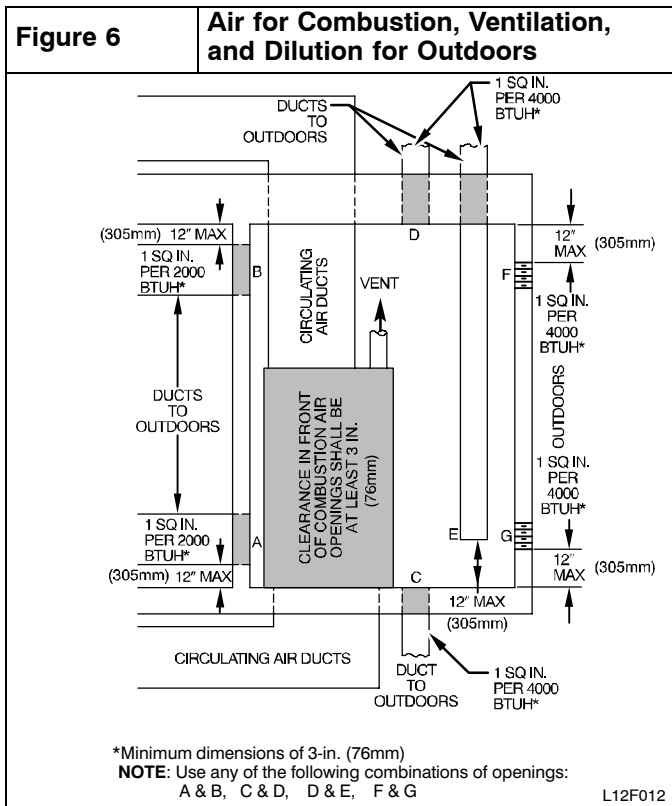 Figure 6
Air for Combustion, Ventilation,
and Dilution for Outdoors
1 SQ IN.
PER 4000
BTUH*
DUCTS
TO
OUTDOORS
(305mm) 12″ MAX
1 SQ IN.
PER 2000
BTUH*
B
D
CIRCULATING
AIR DUCTS
VENT
12″
MAX
(305mm)
F
1 SQ IN.
PER
4000
BTUH*
DUCTS
TO
OUTDOORS
OUTDOORS
CLEARANCE IN FRONT
OF COMBUSTION AIR
OPENINGS SHALL BE
AT LEAST 3 IN.
(76mm)
1 SQ IN.
PER
4000
BTUH*
1 SQ IN.
PER 2000
BTUH*
A
E
G
(305mm) 12″ MAX
C
12″
MAX
(305mm)
12″ MAX
(305mm)
CIRCULATING AIR DUCTS
DUCT
TO
OUTDOORS
1 SQ IN.
PER 4000
BTUH*
*Minimum dimensions of 3-in. (76mm)
NOTE: Use any of the following combinations of openings:
A & B, C & D, D & E, F & G
L12F012